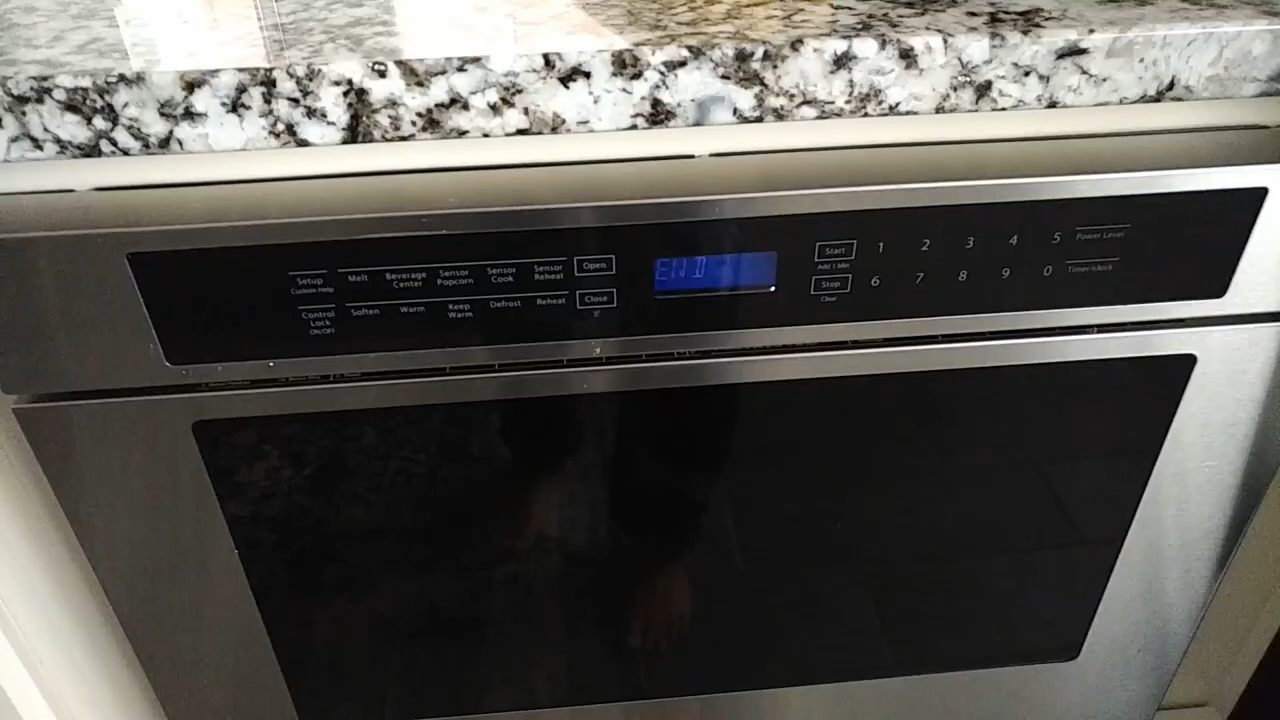 Setup
Custom Help
Melt
Beverage
Center
Sensor
Popcorn
Sensor
Cook
Sensor
Reheat
Open
Control
Lock
ON/OFF
Soften
Warm
Keep
Warm
Defrost
Reheat
Close
END
Start
Add 1 Min
Stop
Clear
1 2 3 4 5
6 7 8 9 0
Power Level
Timer/clock